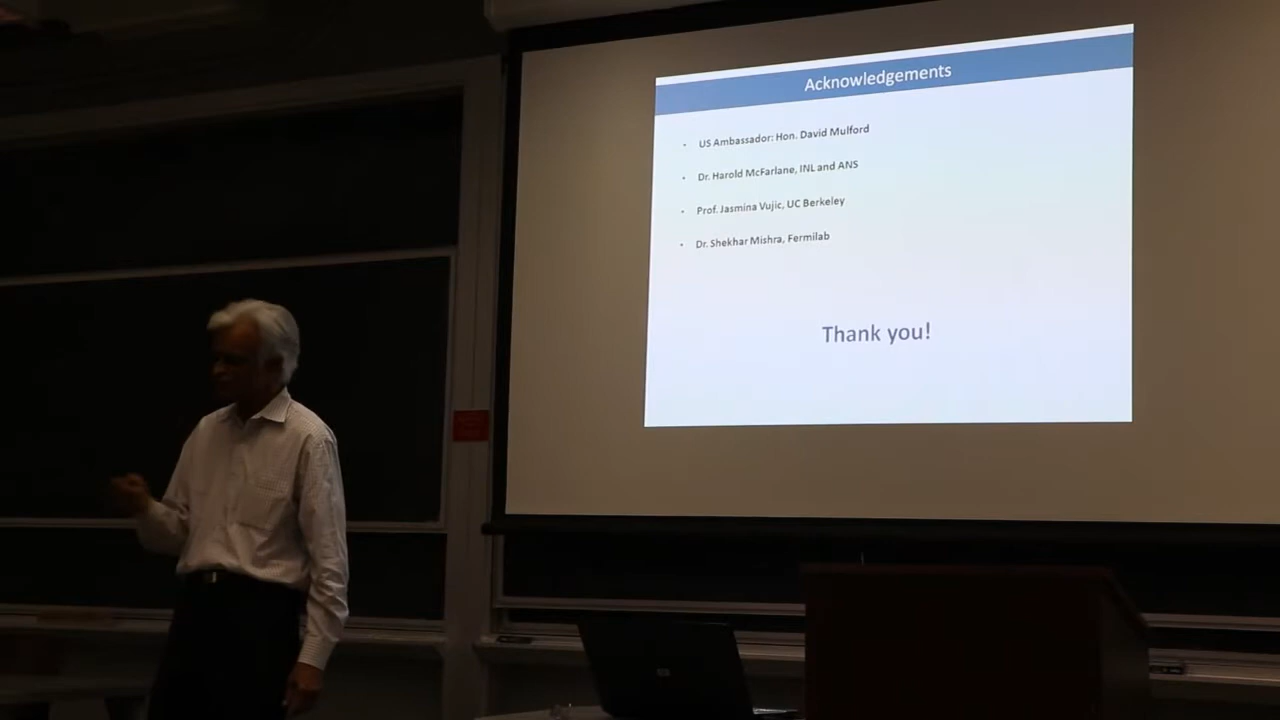 Acknowledgements
• US Ambassador: Hon. David Mulford
• Dr. Harold McFarlane, INL and ANS
• Prof. Jasmina Vujic, UC Berkeley
• Dr. Shekhar Mishra, Fermilab
Thank you!